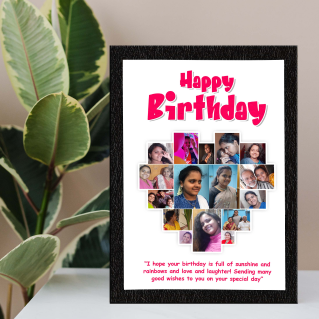 Happy
Birthday
"I hope your birthday is full of sunshine and
rainbows and love and laughter! Sending many
good wishes to you on your special day"